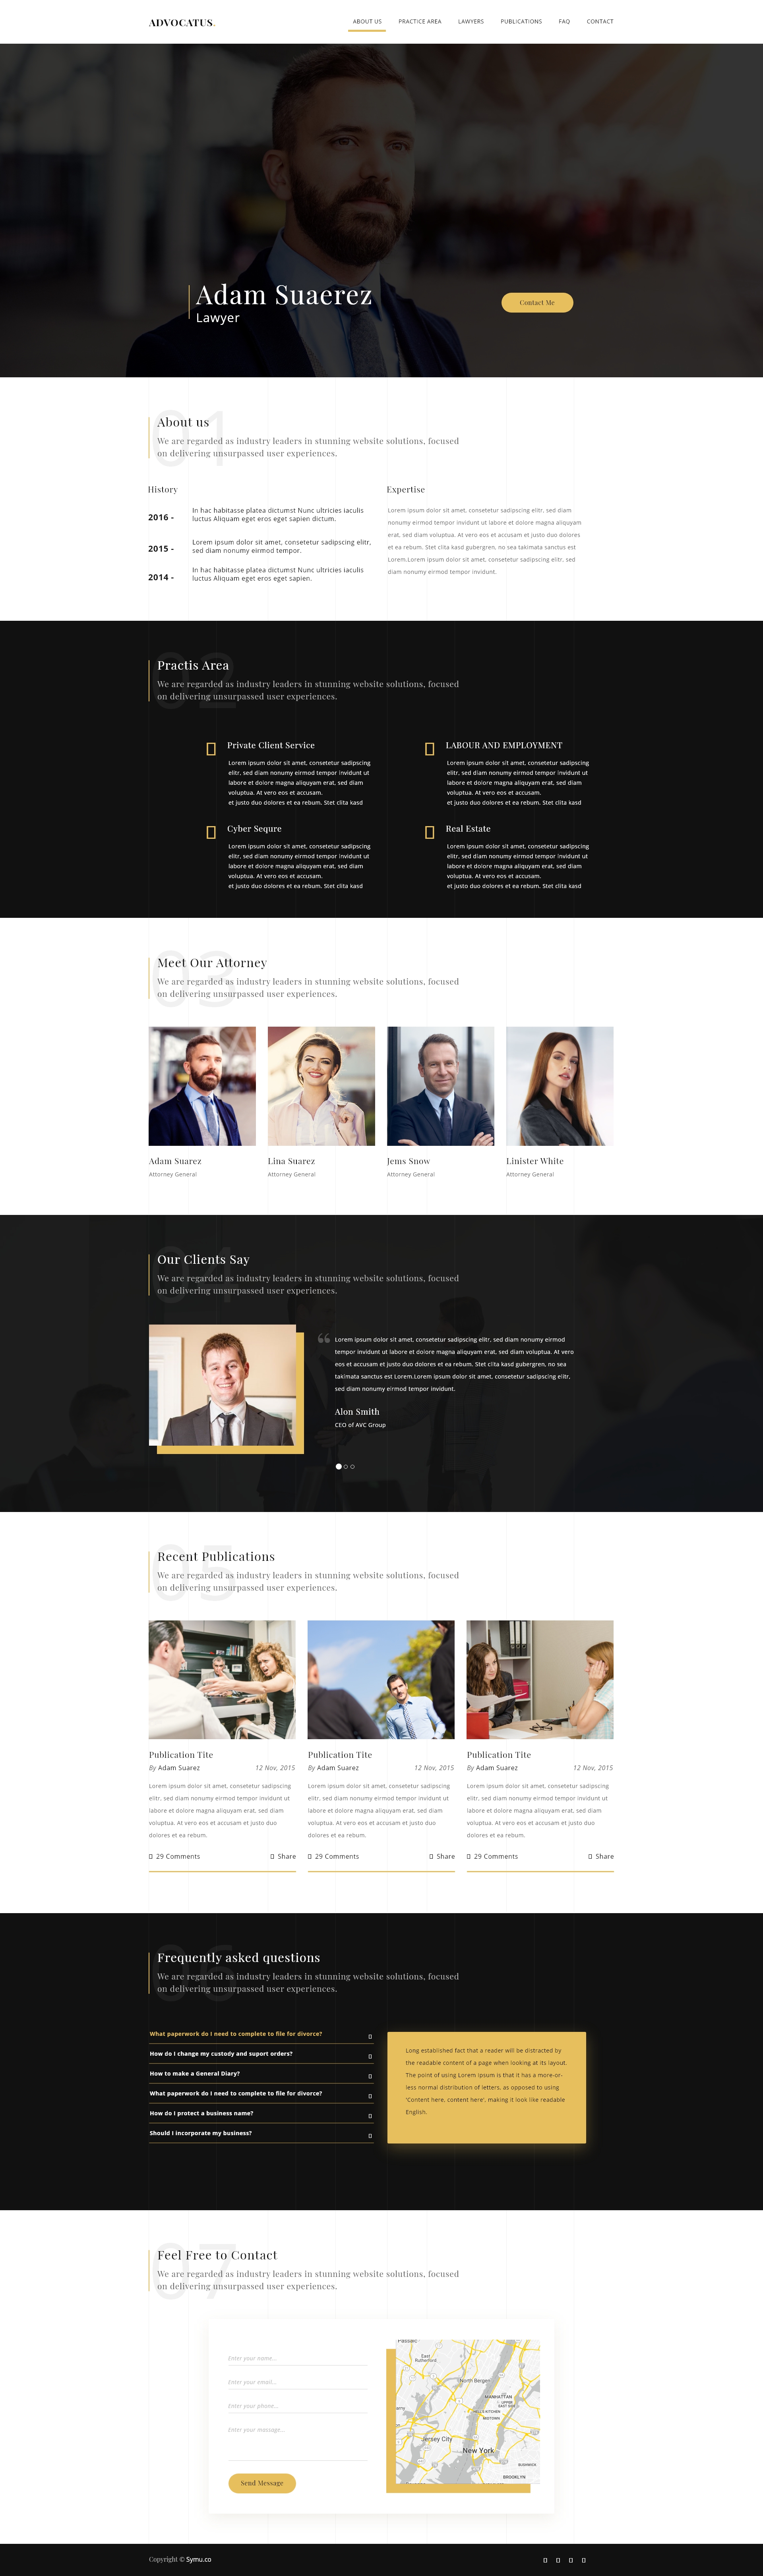 ADVOCATUS.
ABOUT US PRACTICE AREA LAWYERS PUBLICATIONS FAQ CONTACT
Adam Suaerez
Lawyer
Contact Me
01
About us
We are regarded as industry leaders in stunning website solutions, focused
on delivering unsurpassed user experiences.
History
2016 -
In hac habitasse platea dictumst Nunc ultricies iaculis
luctus Aliquam eget eros eget sapien dictum.
2015 -
Lorem ipsum dolor sit amet, consetetur sadipscing elitr,
sed diam nonumy eirmod tempor.
2014 -
In hac habitasse platea dictumst Nunc ultricies iaculis
luctus Aliquam eget eros eget sapien.
Expertise
Lorem ipsum dolor sit amet, consetetur sadipscing elitr, sed diam
nonumy eirmod tempor invidunt ut labore et dolore magna aliquyam
erat, sed diam voluptua. At vero eos et accusam et justo duo dolores
et ea rebum. Stet clita kasd gubergren, no sea takimata sanctus est
Lorem.Lorem ipsum dolor sit amet, consetetur sadipscing elitr, sed
diam nonumy eirmod tempor invidunt.
02
Practis Area
We are regarded as industry leaders in stunning website solutions, focused
on delivering unsurpassed user experiences.
Private Client Service
Lorem ipsum dolor sit amet, consetetur sadipscing
elitr, sed diam nonumy eirmod tempor invidunt ut
labore et dolore magna aliquyam erat, sed diam
voluptua. At vero eos et accusam.
et justo duo dolores et ea rebum. Stet clita kasd
LABOUR AND EMPLOYMENT
Lorem ipsum dolor sit amet, consetetur sadipscing
elitr, sed diam nonumy eirmod tempor invidunt ut
labore et dolore magna aliquyam erat, sed diam
voluptua. At vero eos et accusam.
et justo duo dolores et ea rebum. Stet clita kasd
Cyber Sequre
Lorem ipsum dolor sit amet, consetetur sadipscing
elitr, sed diam nonumy eirmod tempor invidunt ut
labore et dolore magna aliquyam erat, sed diam
voluptua. At vero eos et accusam.
et justo duo dolores et ea rebum. Stet clita kasd
Real Estate
Lorem ipsum dolor sit amet, consetetur sadipscing
elitr, sed diam nonumy eirmod tempor invidunt ut
labore et dolore magna aliquyam erat, sed diam
voluptua. At vero eos et accusam.
et justo duo dolores et ea rebum. Stet clita kasd
03
Meet Our Attorney
We are regarded as industry leaders in stunning website solutions, focused
on delivering unsurpassed user experiences.
Adam Suarez
Attorney General
Lina Suarez
Attorney General
Jems Snow
Attorney General
Linister White
Attorney General
04
Our Clients Say
We are regarded as industry leaders in stunning website solutions, focused
on delivering unsurpassed user experiences.
“
Lorem ipsum dolor sit amet, consetetur sadipscing elitr, sed diam nonumy eirmod
tempor invidunt ut labore et dolore magna aliquyam erat, sed diam voluptua. At vero
eos et accusam et justo duo dolores et ea rebum. Stet clita kasd gubergren, no sea
takimata sanctus est Lorem.Lorem ipsum dolor sit amet, consetetur sadipscing elitr,
sed diam nonumy eirmod tempor invidunt.
Alon Smith
CEO of AVC Group
05
Recent Publications
We are regarded as industry leaders in stunning website solutions, focused
on delivering unsurpassed user experiences.
Publication Tite
By Adam Suarez 12 Nov, 2015
Lorem ipsum dolor sit amet, consetetur sadipscing
elitr, sed diam nonumy eirmod tempor invidunt ut
labore et dolore magna aliquyam erat, sed diam
voluptua. At vero eos et accusam et justo duo
dolores et ea rebum.
29 Comments Share
Publication Tite
By Adam Suarez 12 Nov, 2015
Lorem ipsum dolor sit amet, consetetur sadipscing
elitr, sed diam nonumy eirmod tempor invidunt ut
labore et dolore magna aliquyam erat, sed diam
voluptua. At vero eos et accusam et justo duo
dolores et ea rebum.
29 Comments Share
Publication Tite
By Adam Suarez 12 Nov, 2015
Lorem ipsum dolor sit amet, consetetur sadipscing
elitr, sed diam nonumy eirmod tempor invidunt ut
labore et dolore magna aliquyam erat, sed diam
voluptua. At vero eos et accusam et justo duo
dolores et ea rebum.
29 Comments Share
06
Frequently asked questions
We are regarded as industry leaders in stunning website solutions, focused
on delivering unsurpassed user experiences.
What paperwork do I need to complete to file for divorce?
How do I change my custody and suport orders?
How to make a General Diary?
What paperwork do I need to complete to file for divorce?
How do I protect a business name?
Should I incorporate my business?
Long established fact that a reader will be distracted by
the readable content of a page when looking at its layout.
The point of using Lorem Ipsum is that it has a more-or-
less normal distribution of letters, as opposed to using
'Content here, content here', making it look like readable
English.
07
Feel Free to Contact
We are regarded as industry leaders in stunning website solutions, focused
on delivering unsurpassed user experiences.
Enter your name...
Enter your email...
Enter your phone...
Enter your massage...
Send Message
Passaic
East
Rutherford
North Bergen
MANHATTAN
UPPER
EAST SIDE
HELL'S KITCHEN
MIDTOWN
Jersey City
New York
BUSHWICK
BROOKLYN
Copyright © Symu.co